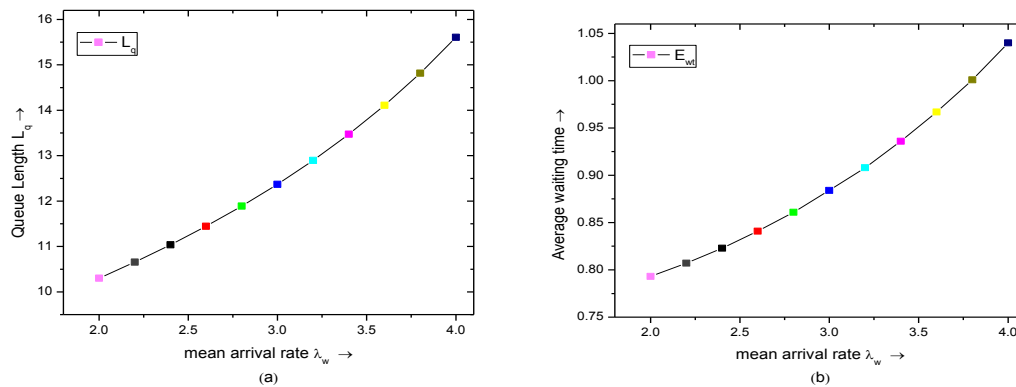 16
15
14
13
12
11
10
Queue Length L_q →
L_q
2.0 2.5 3.0 3.5 4.0
mean arrival rate λ_w →
(a)
1.05
1.00
0.95
0.90
0.85
0.80
0.75
Average waiting time →
E_wt
2.0 2.5 3.0 3.5 4.0
mean arrival rate λ_w →
(b)